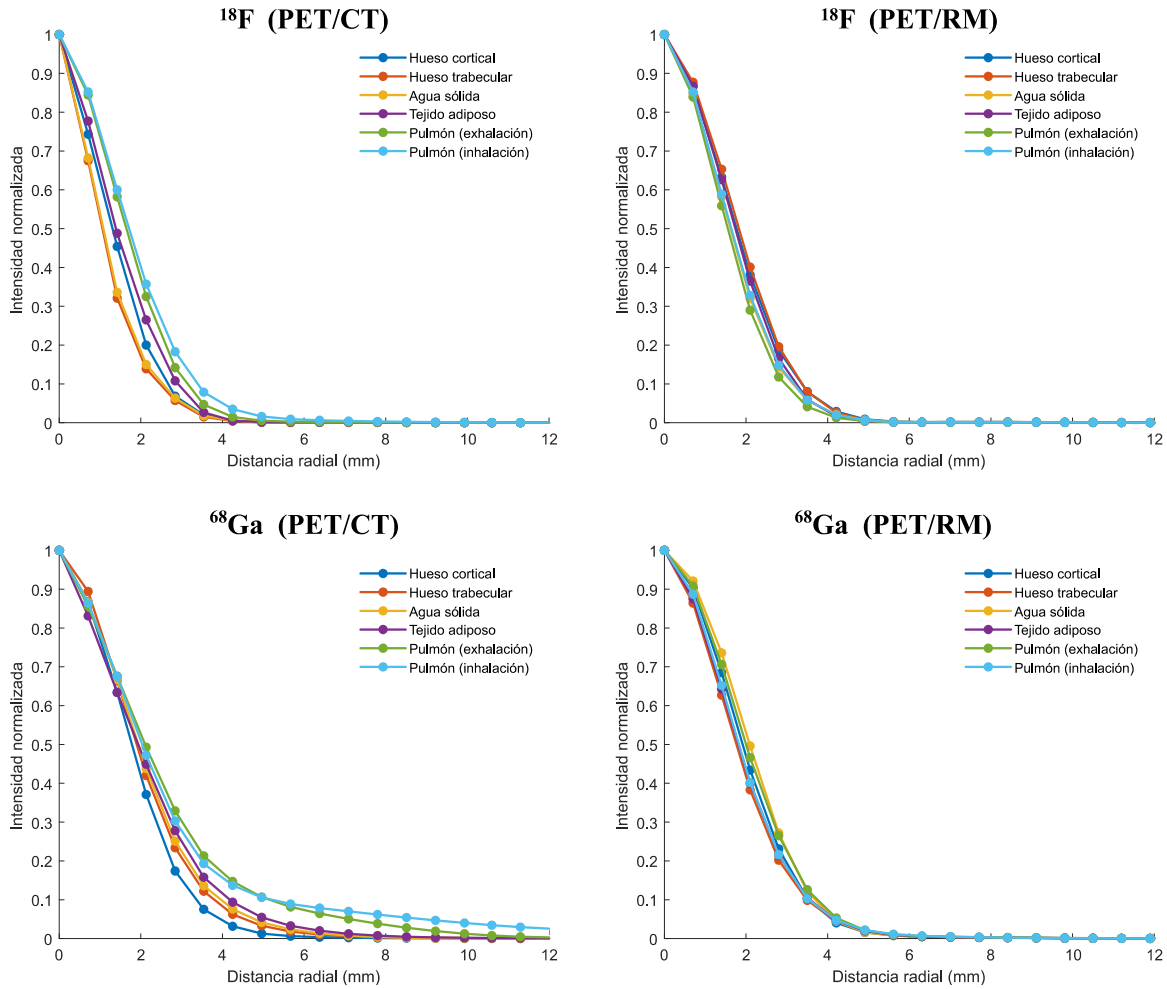 ¹⁸F (PET/CT)
Intensidad normalizada
1
0.9
0.8
0.7
0.6
0.5
0.4
0.3
0.2
0.1
0
Hueso cortical
Hueso trabecular
Agua sólida
Tejido adiposo
Pulmón (exhalación)
Pulmón (inhalación)
0 2 4 6 8 10 12
Distancia radial (mm)
¹⁸F (PET/RM)
Intensidad normalizada
1
0.9
0.8
0.7
0.6
0.5
0.4
0.3
0.2
0.1
0
Hueso cortical
Hueso trabecular
Agua sólida
Tejido adiposo
Pulmón (exhalación)
Pulmón (inhalación)
0 2 4 6 8 10 12
Distancia radial (mm)
⁶⁸Ga (PET/CT)
Intensidad normalizada
1
0.9
0.8
0.7
0.6
0.5
0.4
0.3
0.2
0.1
0
Hueso cortical
Hueso trabecular
Agua sólida
Tejido adiposo
Pulmón (exhalación)
Pulmón (inhalación)
0 2 4 6 8 10 12
Distancia radial (mm)
⁶⁸Ga (PET/RM)
Intensidad normalizada
1
0.9
0.8
0.7
0.6
0.5
0.4
0.3
0.2
0.1
0
Hueso cortical
Hueso trabecular
Agua sólida
Tejido adiposo
Pulmón (exhalación)
Pulmón (inhalación)
0 2 4 6 8 10 12
Distancia radial (mm)